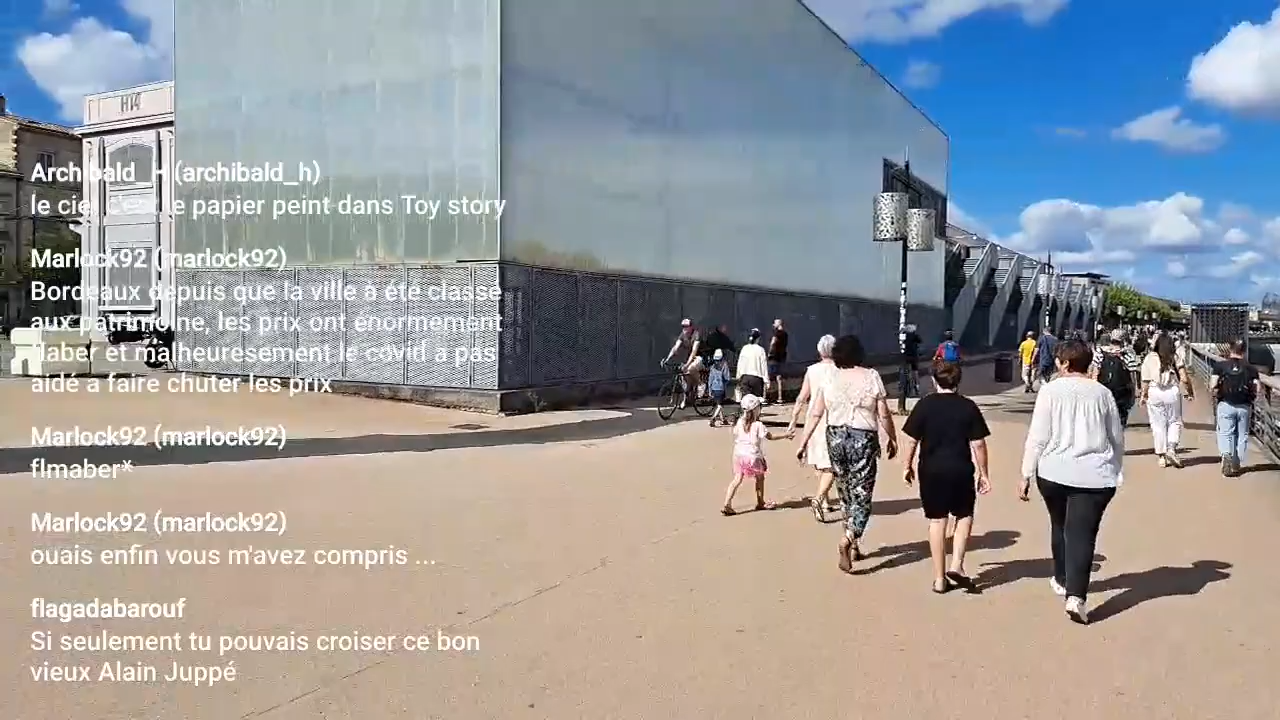 H14
Archibald_H (archibald_h)
le ciel c'est le papier peint dans Toy story
Marlock92 (marlock92)
Bordeaux depuis que la ville a été classé
aux patrimoine, les prix ont énormement
flaber et malheuresement le covid a pas
aidé a faire chuter les prix
Marlock92 (marlock92)
flmaber*
Marlock92 (marlock92)
ouais enfin vous m'avez compris ...
flagadabarouf
Si seulement tu pouvais croiser ce bon
vieux Alain Juppé